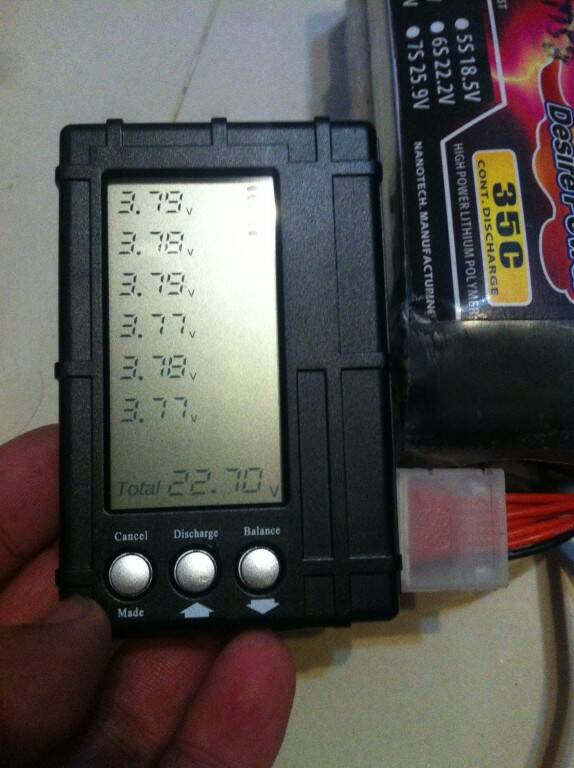 3.79v
3.78v
3.79v
3.77v
3.78v
3.77v
Total 22.70v
Cancel Discharge Balance
Made
5S 18.5V
6S 22.2V
7S 25.9V
NANOTECH. MANUFACTURING
HIGH POWER LITHIUM POLYMER
35C
CONT. DISCHARGE